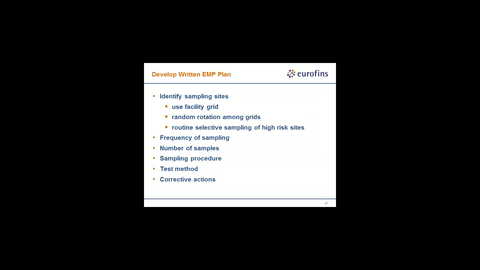 Develop Written EMP Plan
eurofins
• Identify sampling sites
• use facility grid
• random rotation among grids
• routine selective sampling of high risk sites
• Frequency of sampling
• Number of samples
• Sampling procedure
• Test method
• Corrective actions